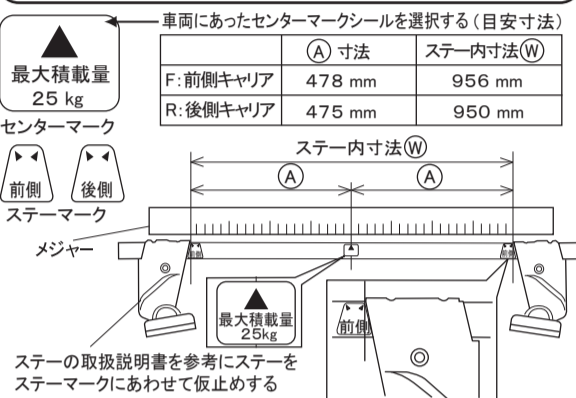 車両にあったセンターマークシールを選択する(目安寸法)
最大積載量
25 kg
センターマーク
Ⓐ 寸法 ステー内寸法Ⓦ
F:前側キャリア 478 mm 956 mm
R:後側キャリア 475 mm 950 mm
前側 後側
ステーマーク
ステー内寸法Ⓦ
Ⓐ Ⓐ
メジャー
最大積載量
25kg
前側
ステーの取扱説明書を参考にステーを
ステーマークにあわせて仮止めする